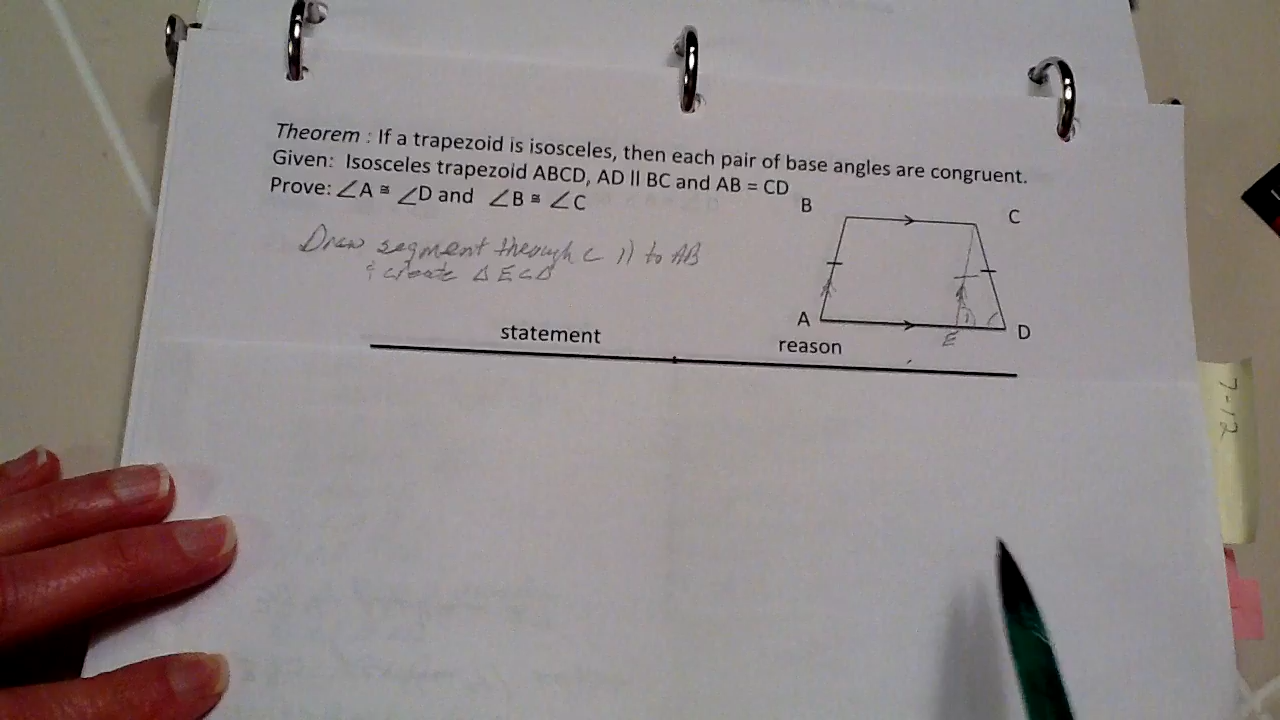 Theorem : If a trapezoid is isosceles, then each pair of base angles are congruent.
Given: Isosceles trapezoid ABCD, AD ll BC and AB = CD
Prove: ∠A ≅ ∠D and ∠B ≅ ∠C
B
C
Draw segment through C || to AB
& create △ ECD
A
D
1
E
statement
reason
7-12